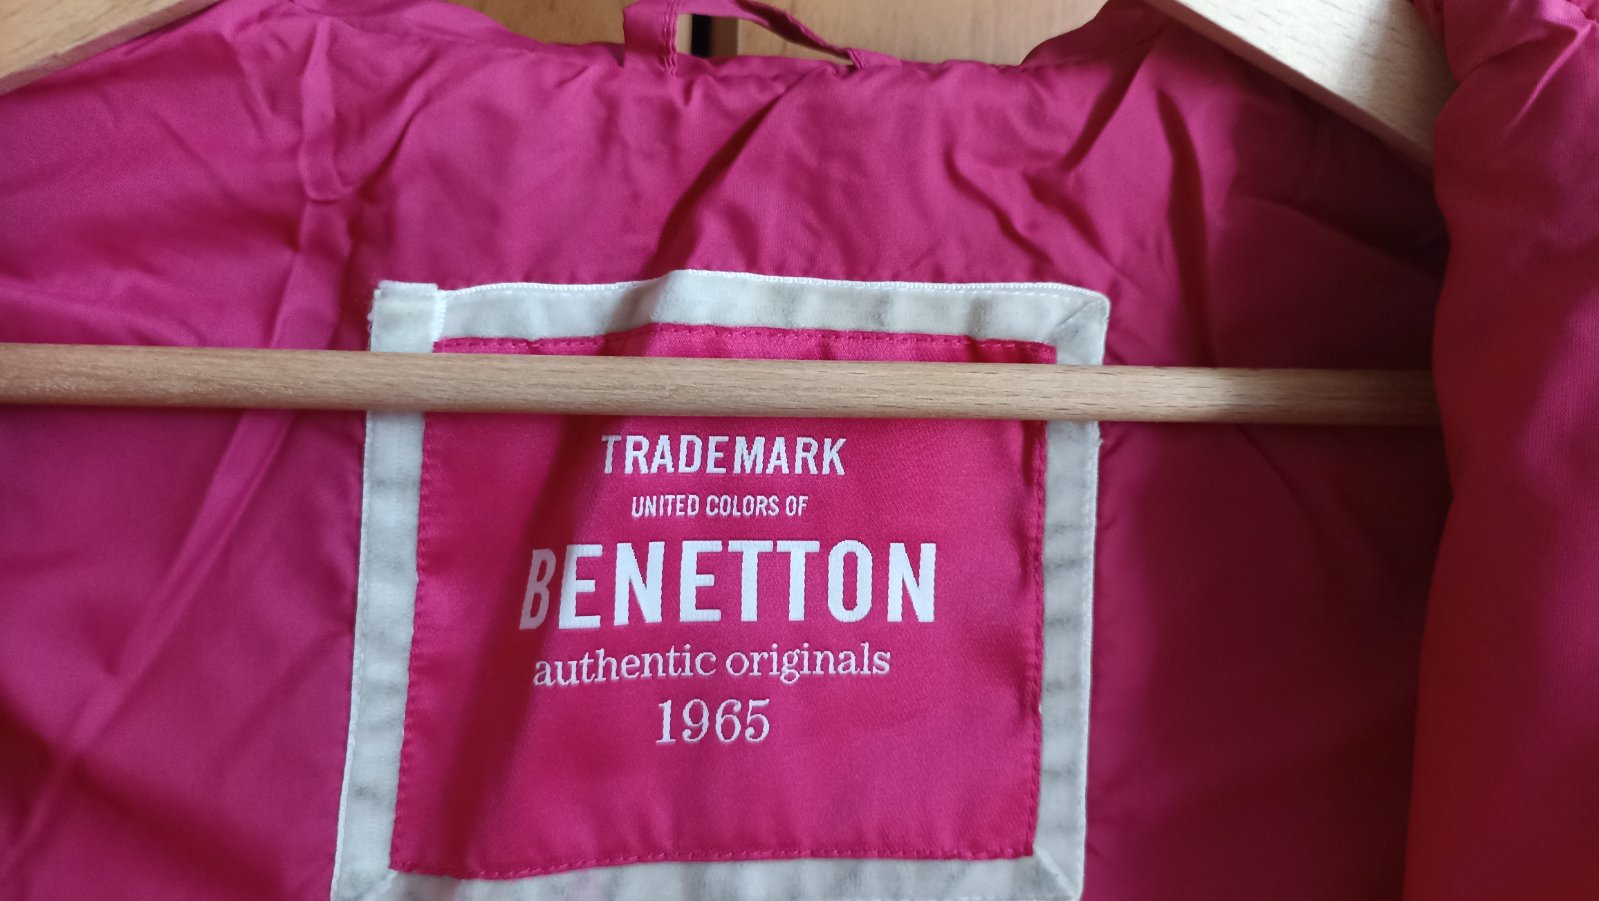 TRADEMARK
UNITED COLORS OF
BENETTON
authentic originals
1965